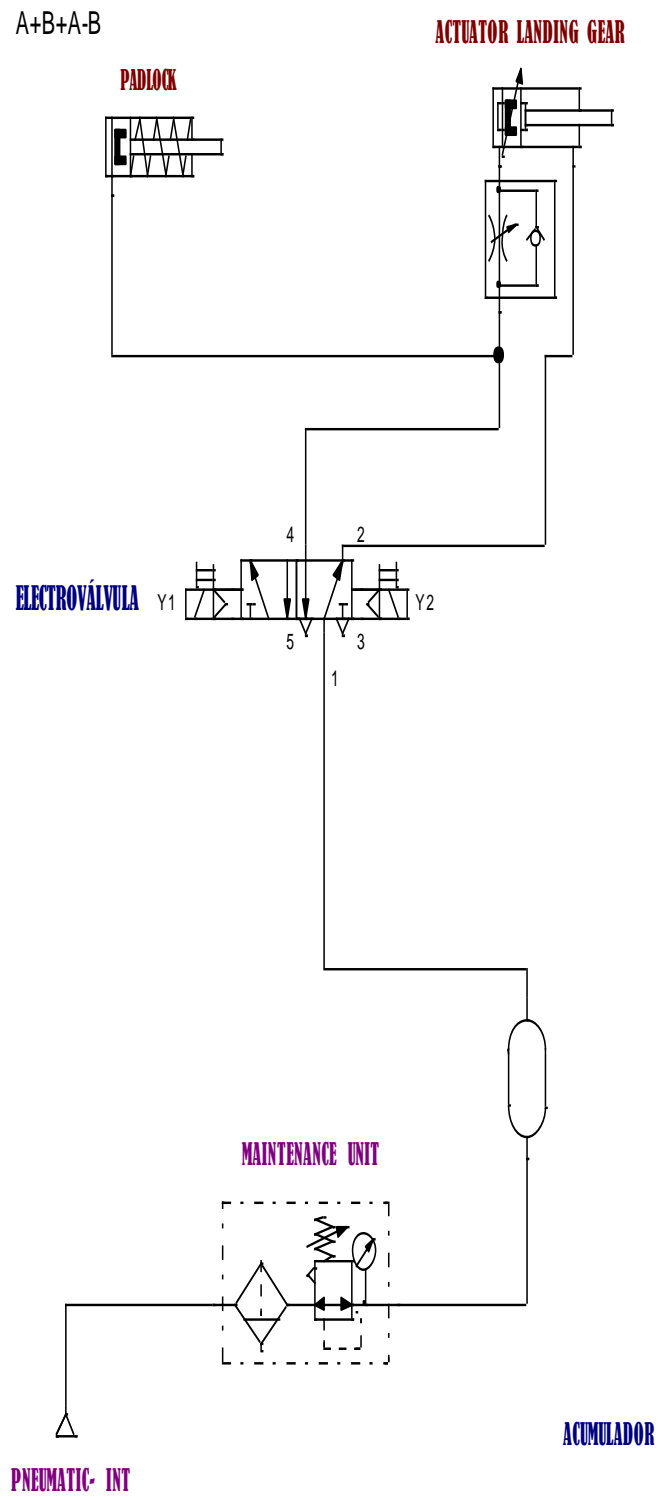 A+B+A-B
ACTUATOR LANDING GEAR
PADLOCK
4 2
ELECTROVÁLVULA Y1 Y2
5 3
1
MAINTENANCE UNIT
ACUMULADOR
PNEUMATIC- INT